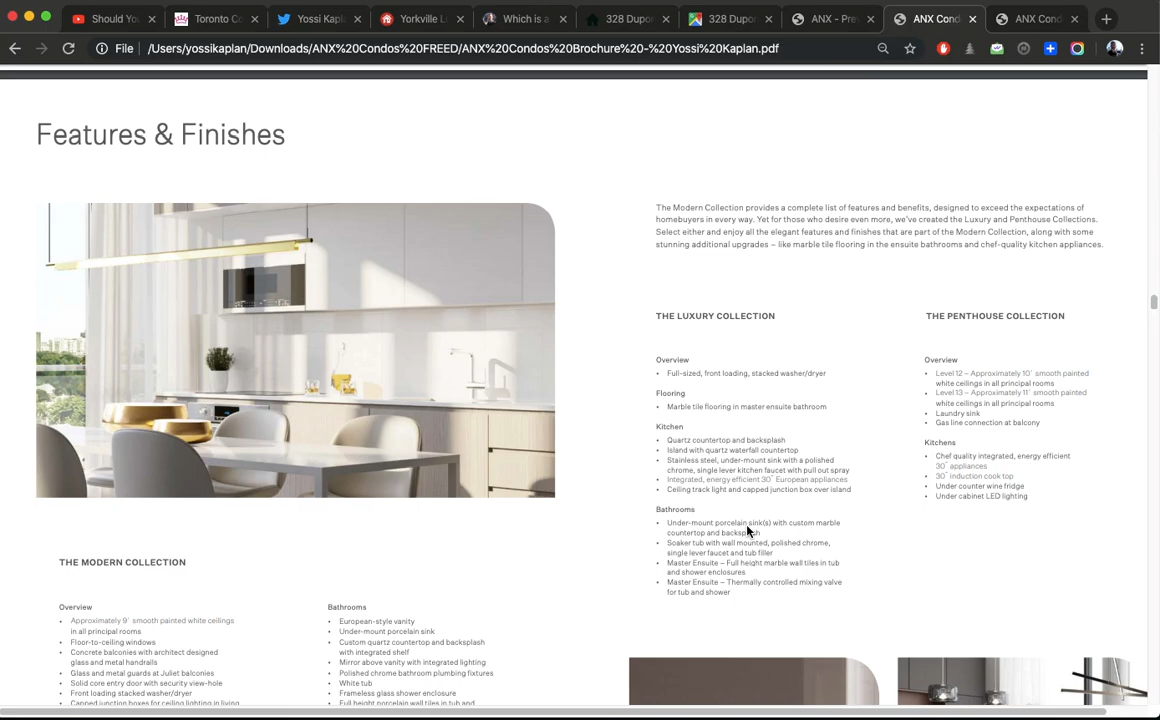 Should Yo
Toronto Co
Yossi Kapl
Yorkville L
Which is a
328 Dupon
328 Dupon
ANX - Pre
ANX Cond
ANX Cond
File /Users/yossikaplan/Downloads/ANX%20Condos%20FREED/ANX%20Condos%20Brochure%20-%20Yossi%20Kaplan.pdf
Features & Finishes
The Modern Collection provides a complete list of features and benefits, designed to exceed the expectations of
homebuyers in every way. Yet for those who desire even more, we've created the Luxury and Penthouse Collections.
Select either and enjoy all the elegant features and finishes that are part of the Modern Collection, along with some
stunning additional upgrades – like marble tile flooring in the ensuite bathrooms and chef-quality kitchen appliances.
THE LUXURY COLLECTION
Overview
• Full-sized, front loading, stacked washer/dryer
Flooring
• Marble tile flooring in master ensuite bathroom
Kitchen
• Quartz countertop and backsplash
• Island with quartz waterfall countertop
• Stainless steel, under-mount sink with a polished
chrome, single lever kitchen faucet with pull out spray
• Integrated, energy efficient 30" European appliances
• Ceiling track light and capped junction box over island
Bathrooms
• Under-mount porcelain sink(s) with custom marble
countertop and backsplash
• Soaker tub with wall mounted, polished chrome,
single lever faucet and tub filler
• Master Ensuite – Full height marble wall tiles in tub
and shower enclosures
• Master Ensuite – Thermally controlled mixing valve
for tub and shower
THE PENTHOUSE COLLECTION
Overview
• Level 12 – Approximately 10' smooth painted
white ceilings in all principal rooms
• Level 13 – Approximately 11' smooth painted
white ceilings in all principal rooms
• Laundry sink
• Gas line connection at balcony
Kitchens
• Chef quality integrated, energy efficient
30" appliances
• 30" induction cook top
• Under counter wine fridge
• Under cabinet LED lighting
THE MODERN COLLECTION
Overview
• Approximately 9' smooth painted white ceilings
in all principal rooms
• Floor-to-ceiling windows
• Concrete balconies with architect designed
glass and metal handrails
• Glass and metal guards at Juliet balconies
• Solid core entry door with security view-hole
• Front loading stacked washer/dryer
• Capped junction boxes for ceiling lighting in living
Bathrooms
• European-style vanity
• Under-mount porcelain sink
• Custom quartz countertop and backsplash
with integrated shelf
• Mirror above vanity with integrated lighting
• Polished chrome bathroom plumbing fixtures
• White tub
• Frameless glass shower enclosure
• Full height porcelain wall tiles in tub and